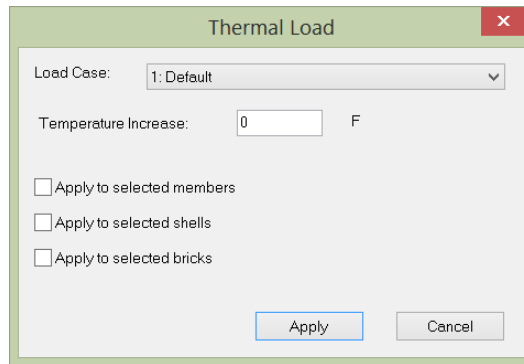 Thermal Load
x
Load Case: 1: Default
Temperature Increase: 0 F
Apply to selected members
Apply to selected shells
Apply to selected bricks
Apply Cancel